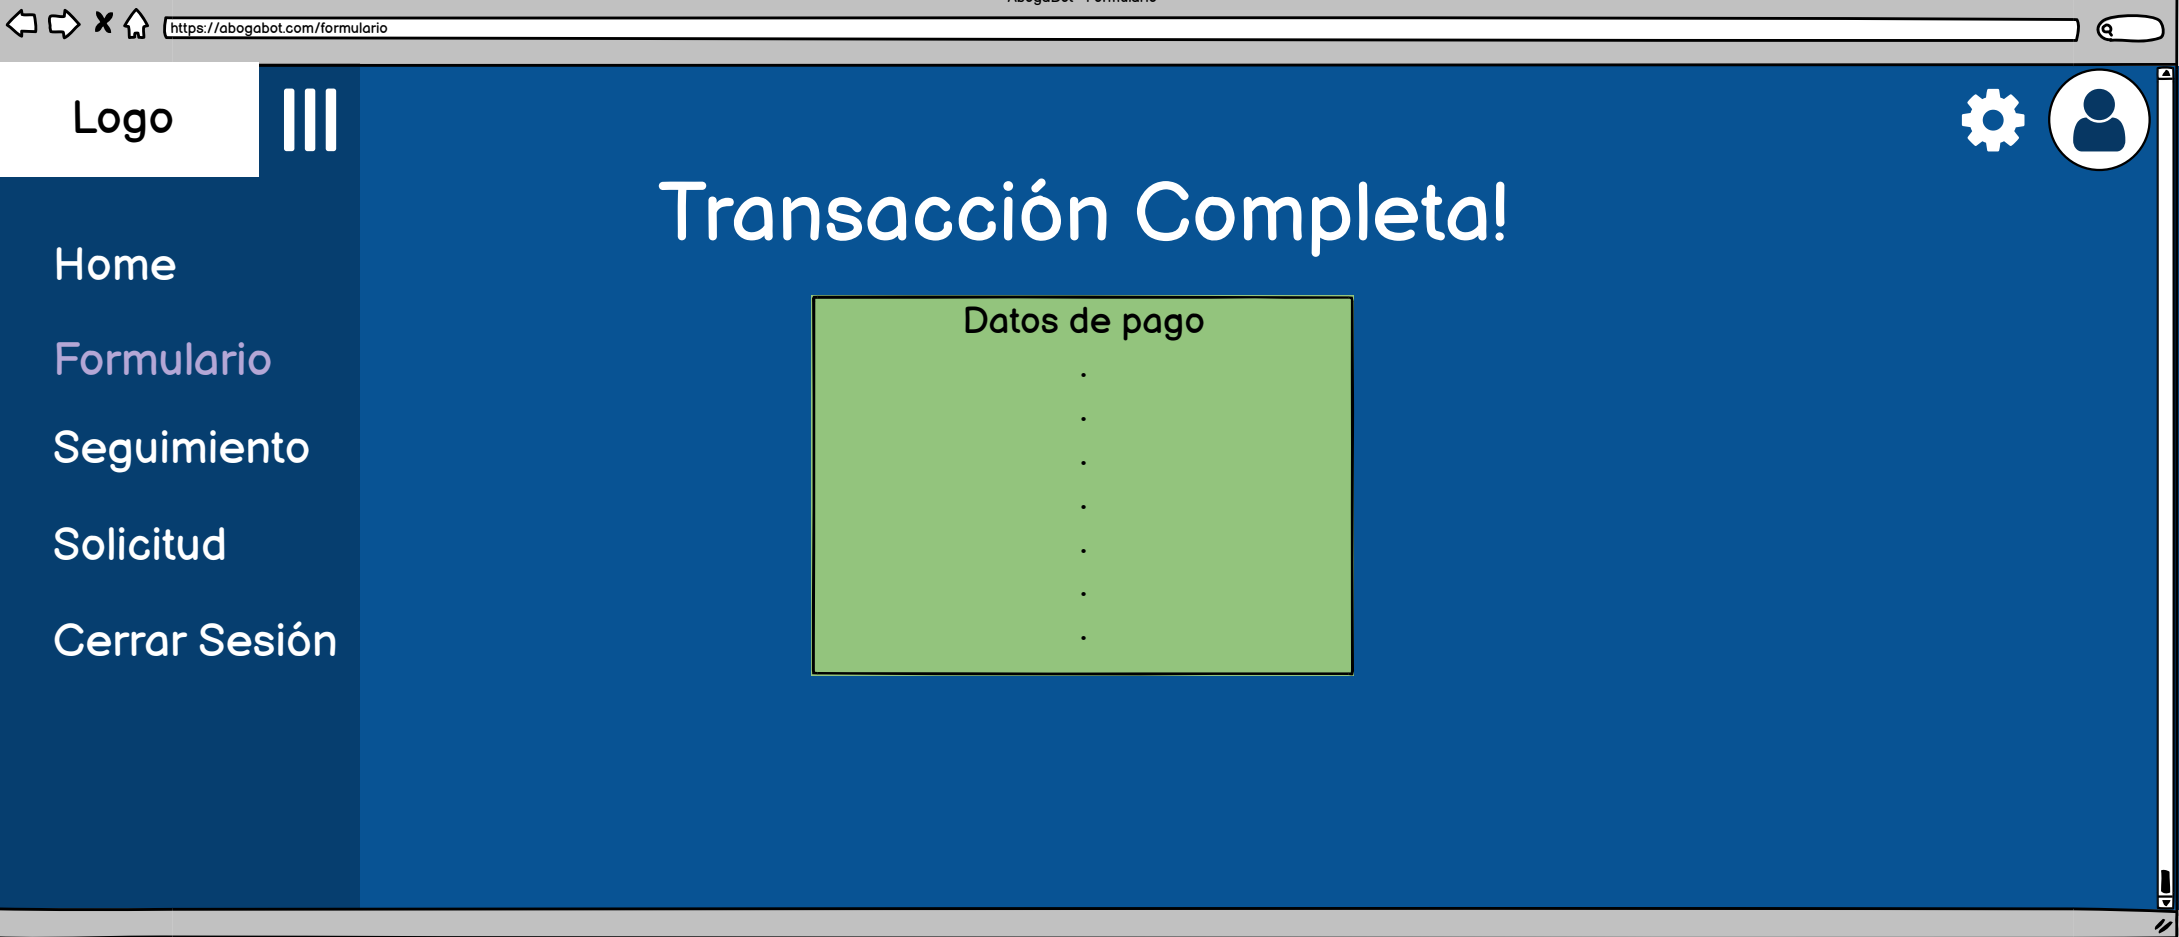 https://abogabot.com/formulario
Logo
Transacción Completa!
Home
Formulario
Seguimiento
Solicitud
Cerrar Sesión
Datos de pago
.
.
.
.
.
.
.